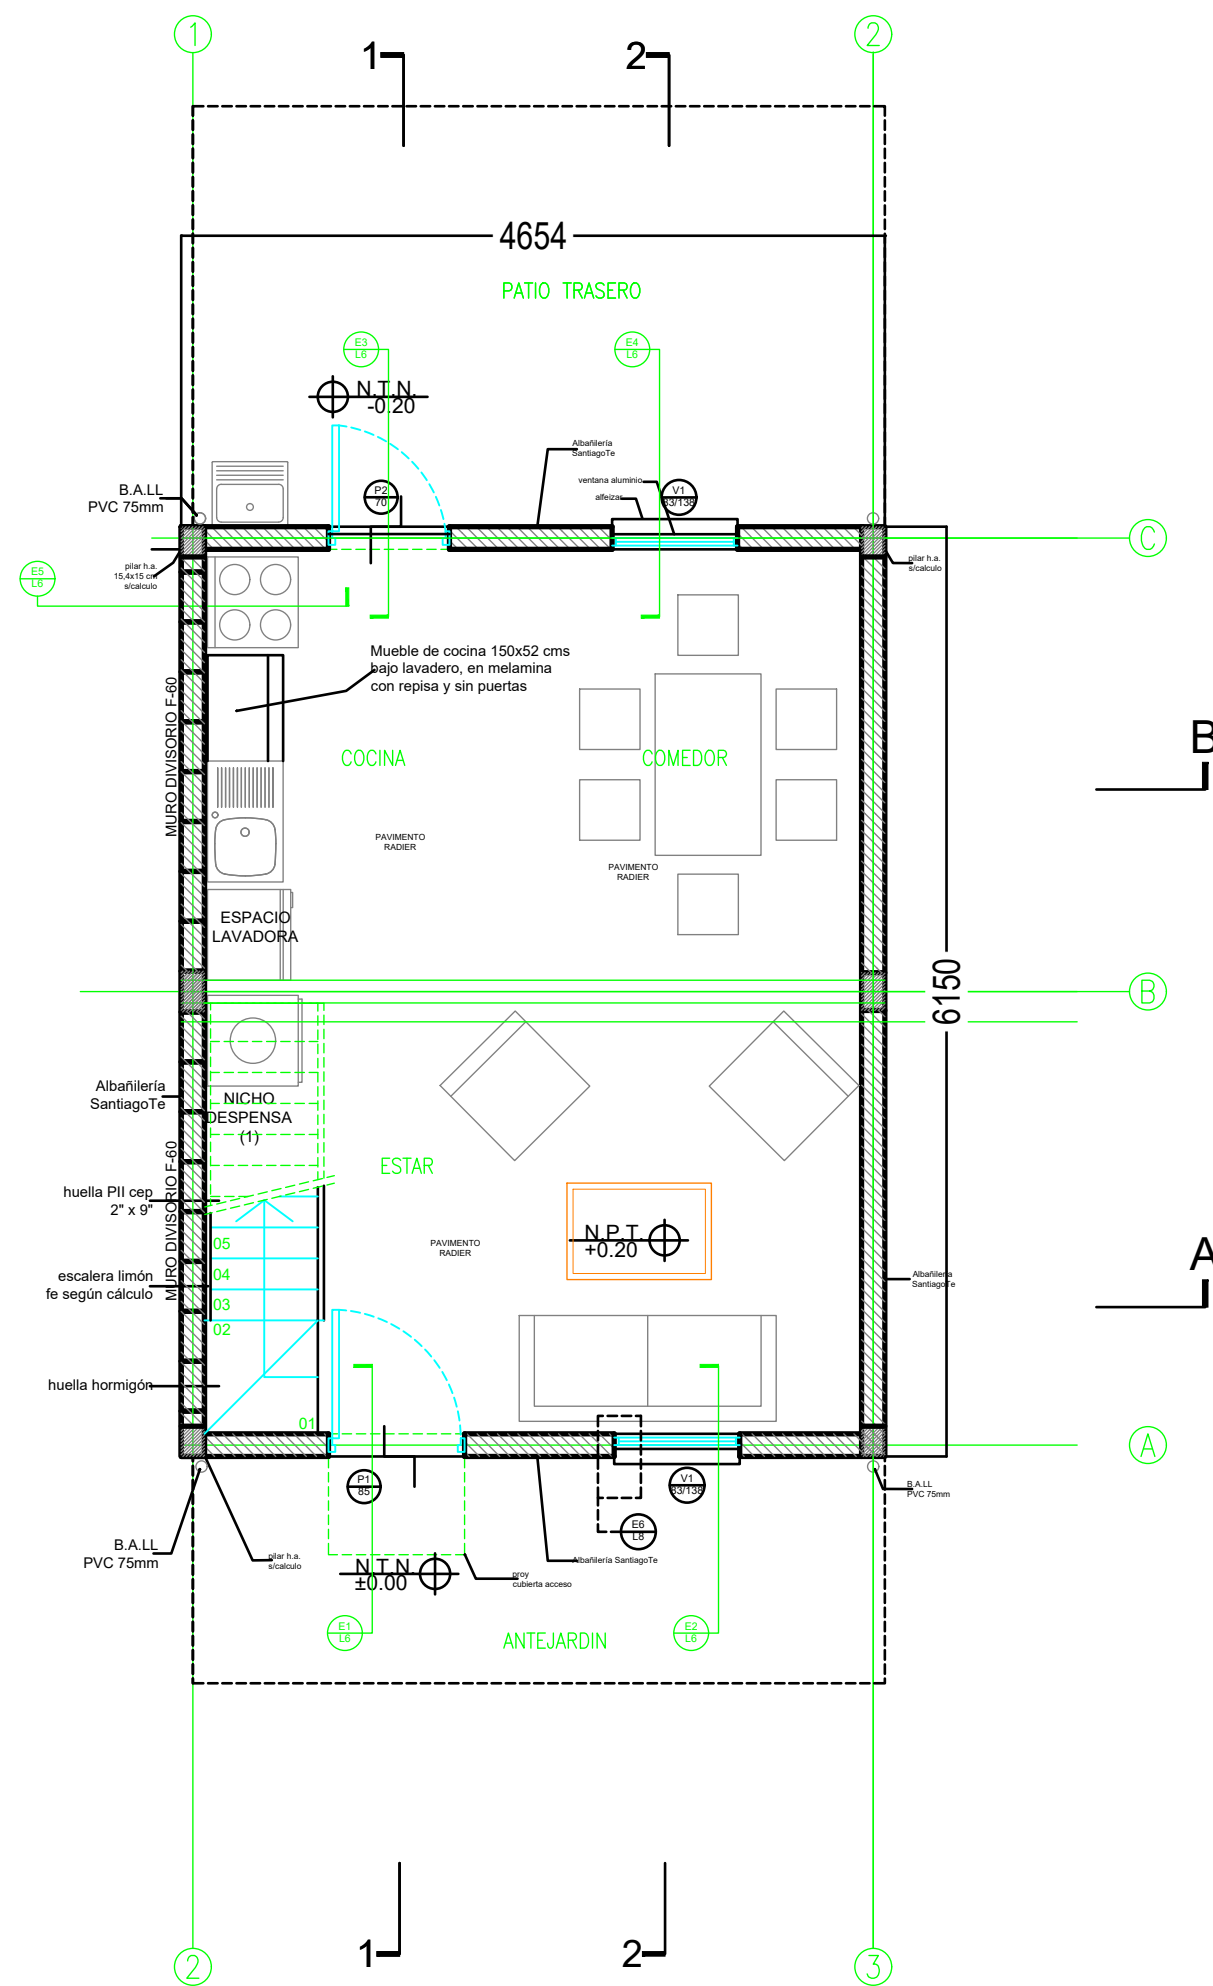 1
2
1
2
4654
PATIO TRASERO
E3
L6
E4
L6
N.T.N.
-0.20
Albañilería
SantiagoTe
ventana aluminio
alfeizar
P2
70
V1
83/138
B.A.LL
PVC 75mm
C
pilar h.a.
15,4x15 cm
s/calculo
pilar h.a.
s/calculo
E5
L6
Mueble de cocina 150x52 cms
bajo lavadero, en melamina
con repisa y sin puertas
MURO DIVISORIO F-60
COCINA
COMEDOR
B
PAVIMENTO
RADIER
PAVIMENTO
RADIER
ESPACIO
LAVADORA
B
6150
Albañilería
SantiagoTe
NICHO
DESPENSA
(1)
MURO DIVISORIO F-60
ESTAR
huella PII cep
2" x 9"
N.P.T.
+0.20
PAVIMENTO
RADIER
A
05
04
03
02
escalera limón
fe según cálculo
Albañilería
SantiagoTe
huella hormigón
01
A
P1
85
V1
83/138
B.A.LL
PVC 75mm
E6
L8
B.A.LL
PVC 75mm
pilar h.a.
s/calculo
Albañilería SantiagoTe
N.T.N.
±0.00
proy
cubierta acceso
E1
L6
E2
L6
ANTEJARDIN
1
2
2
3